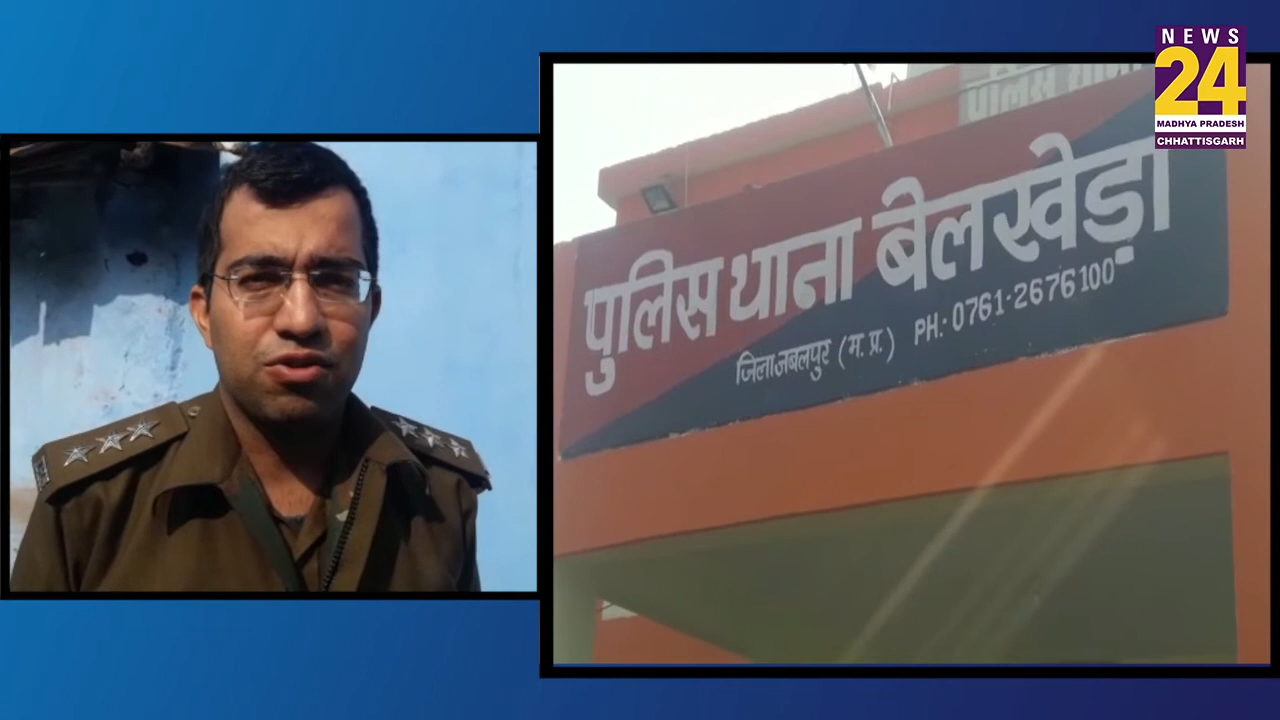 NEWS
24
MADHYA PRADESH
CHHATTISGARH
पुलिस थाना
पुलिस थाना बेलखेड़ा
जिला जबलपुर (म. प्र.) PH.: 0761-2676100